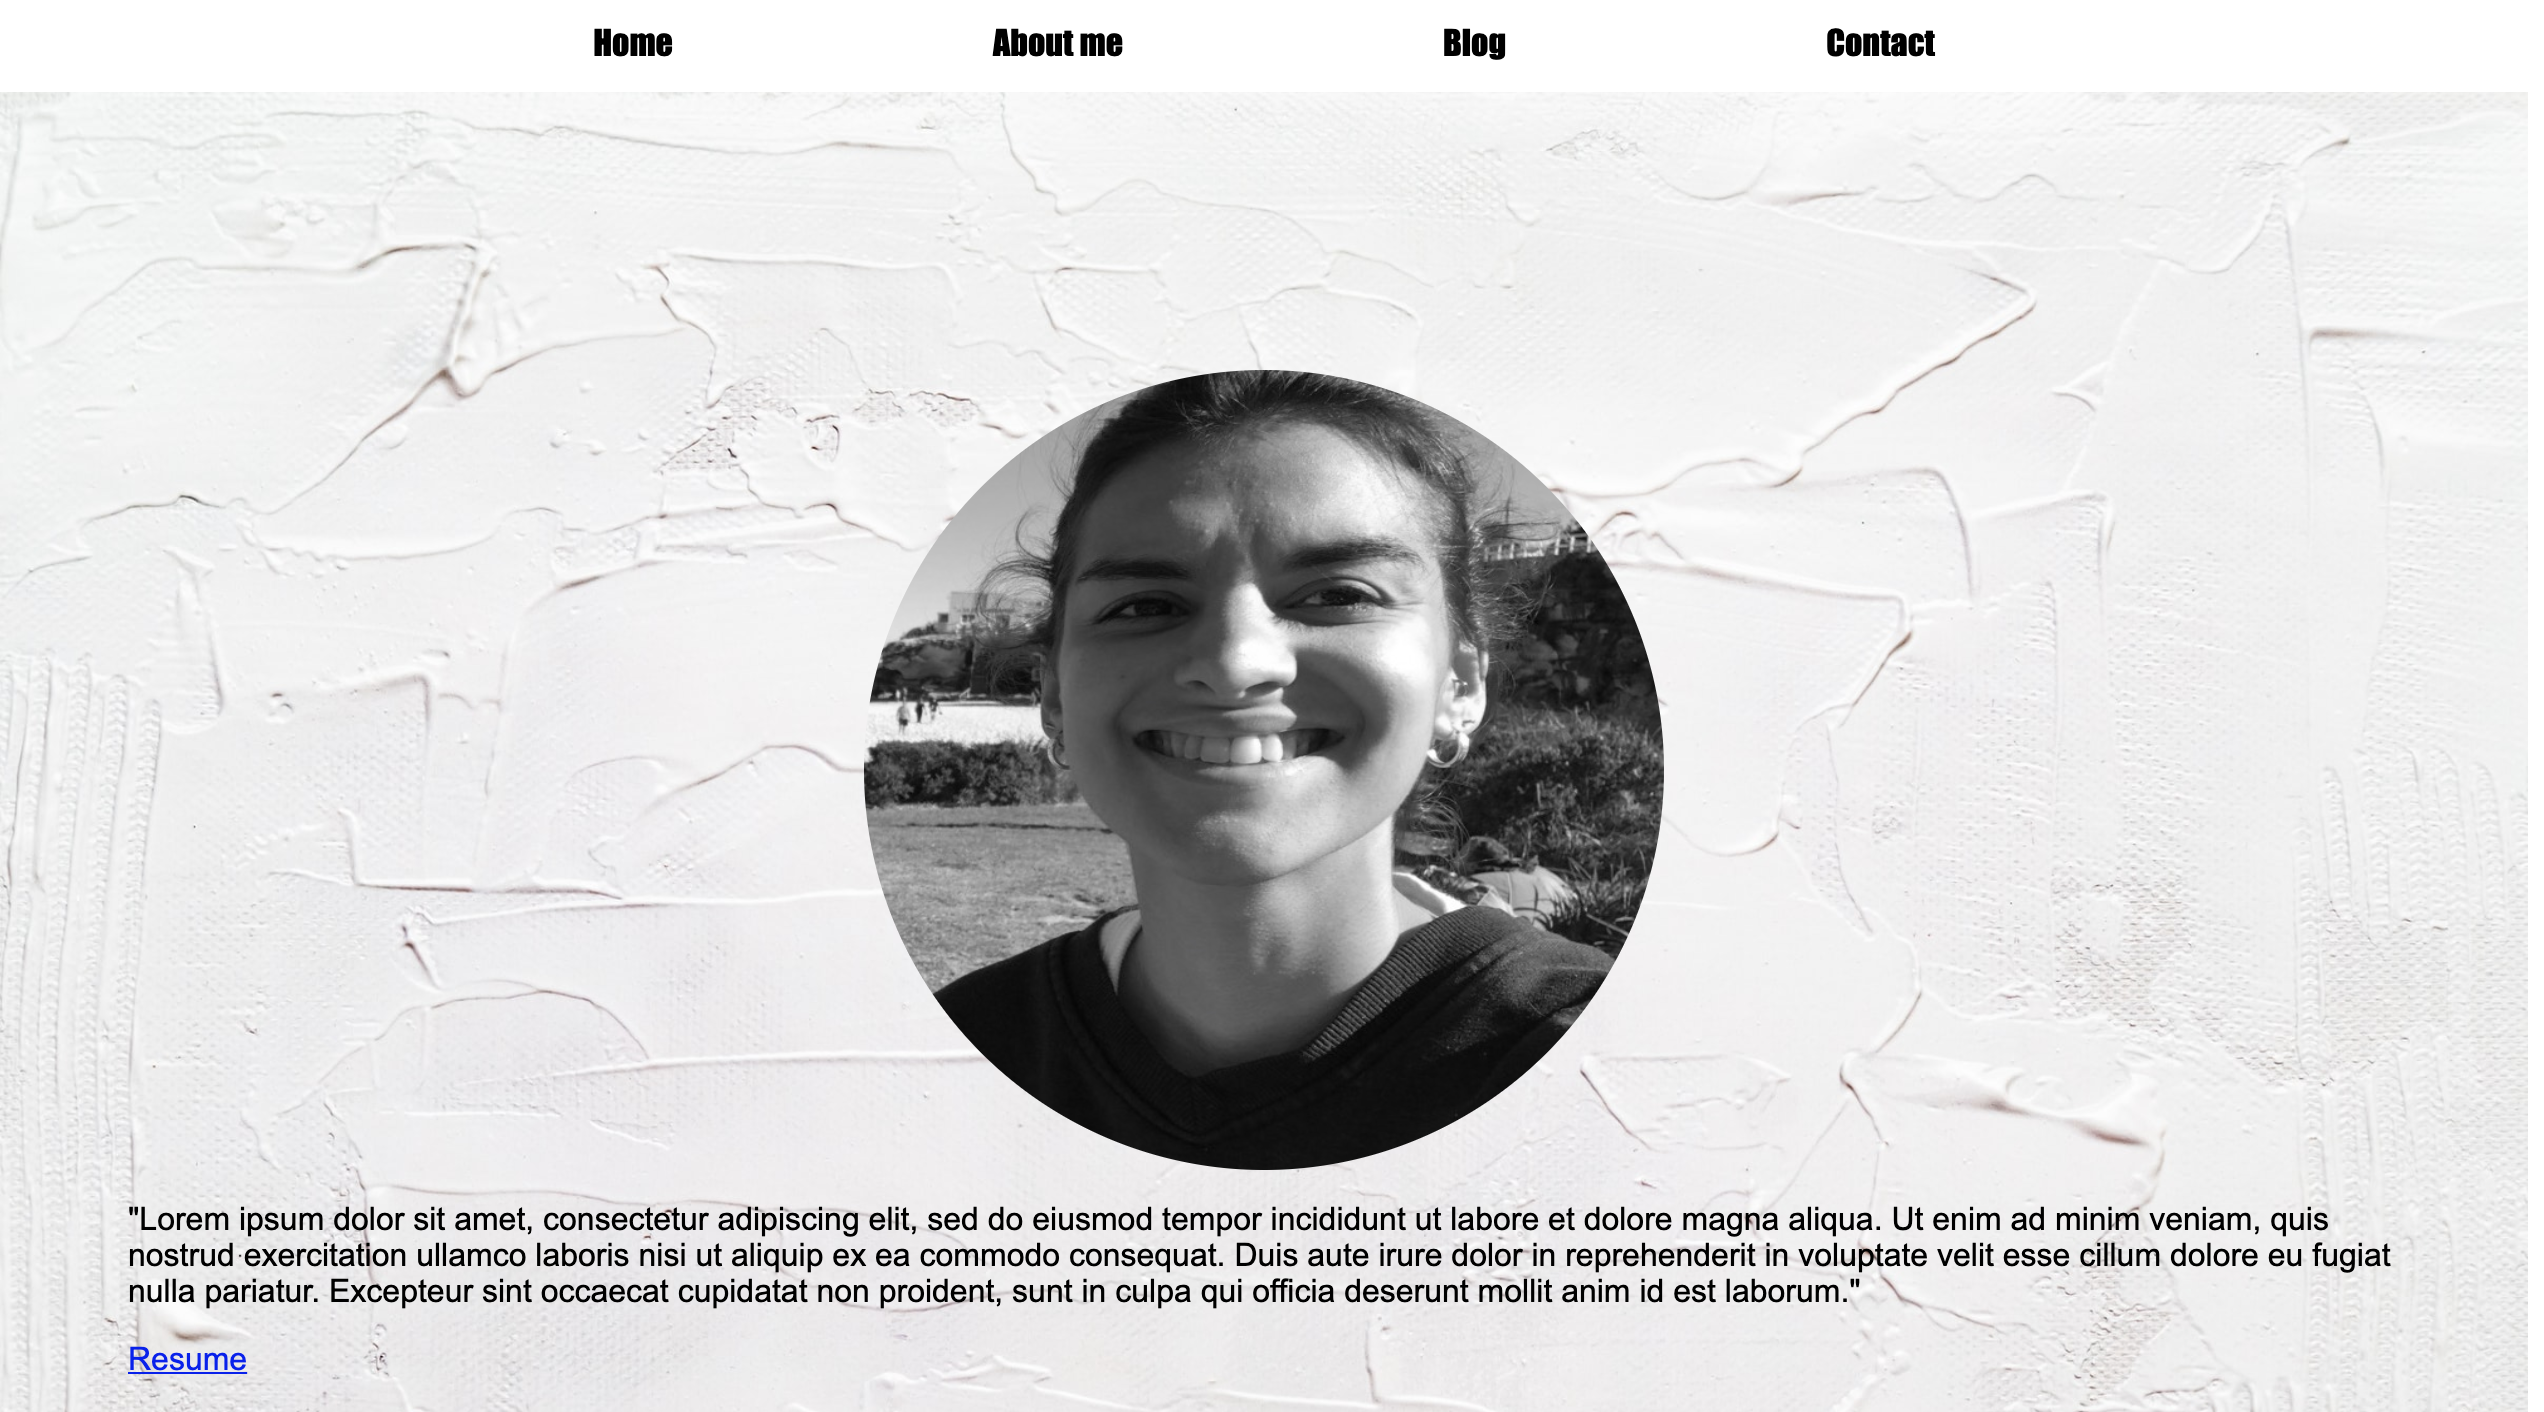 Home About me Blog Contact
"Lorem ipsum dolor sit amet, consectetur adipiscing elit, sed do eiusmod tempor incididunt ut labore et dolore magna aliqua. Ut enim ad minim veniam, quis
nostrud exercitation ullamco laboris nisi ut aliquip ex ea commodo consequat. Duis aute irure dolor in reprehenderit in voluptate velit esse cillum dolore eu fugiat
nulla pariatur. Excepteur sint occaecat cupidatat non proident, sunt in culpa qui officia deserunt mollit anim id est laborum."
Resume